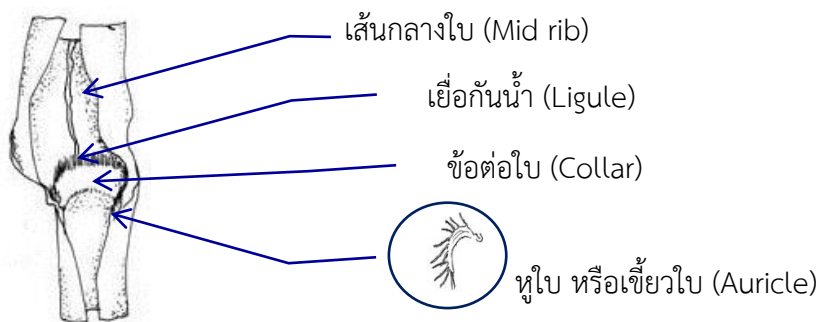 เส้นกลางใบ (Mid rib)
เยื่อกันน้ำ (Ligule)
ข้อต่อใบ (Collar)
หูใบ หรือเขี้ยวใบ (Auricle)